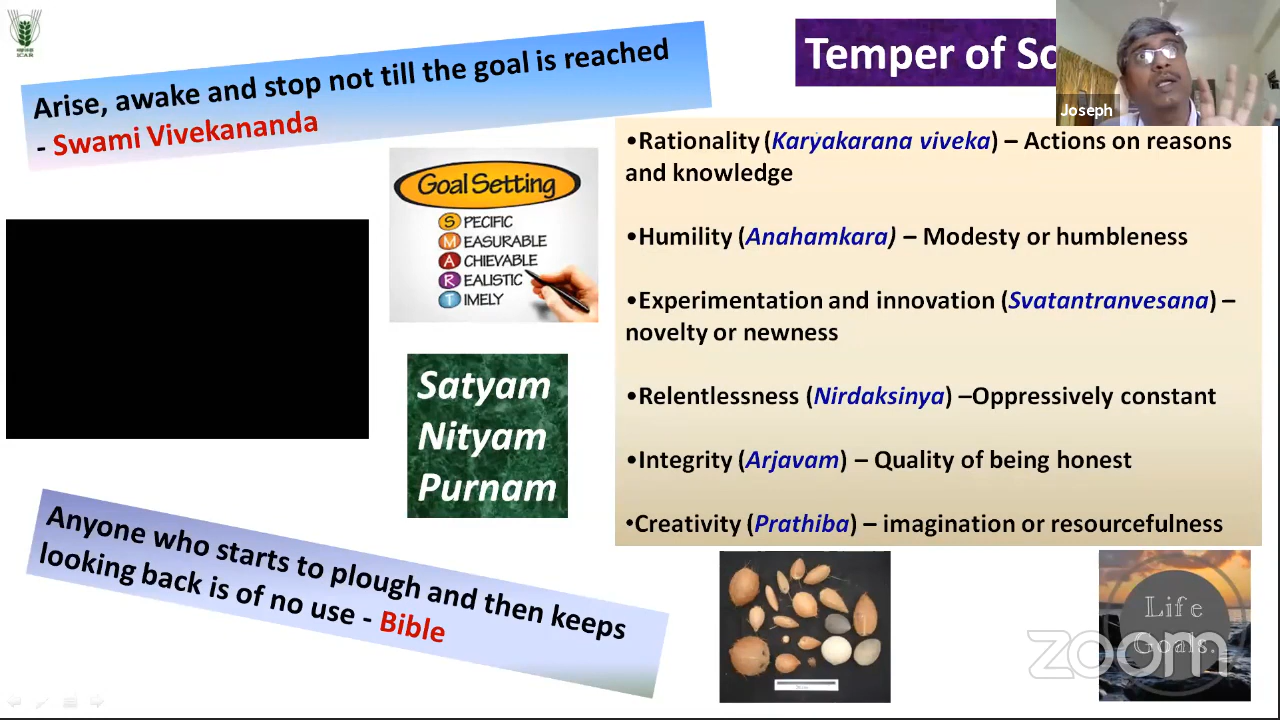 ICAR
Arise, awake and stop not till the goal is reached
- Swami Vivekananda
Temper of Sc
Joseph
Goal Setting
SPECIFIC
MEASURABLE
ACHIEVABLE
REALISTIC
TIMELY
•Rationality (Karyakarana viveka) – Actions on reasons
and knowledge
•Humility (Anahamkara) – Modesty or humbleness
•Experimentation and innovation (Svatantranvesana) –
novelty or newness
•Relentlessness (Nirdaksinya) –Oppressively constant
•Integrity (Arjavam) – Quality of being honest
•Creativity (Prathiba) – imagination or resourcefulness
Satyam
Nityam
Purnam
Anyone who starts to plough and then keeps
looking back is of no use - Bible
Life
Goals.
zoom